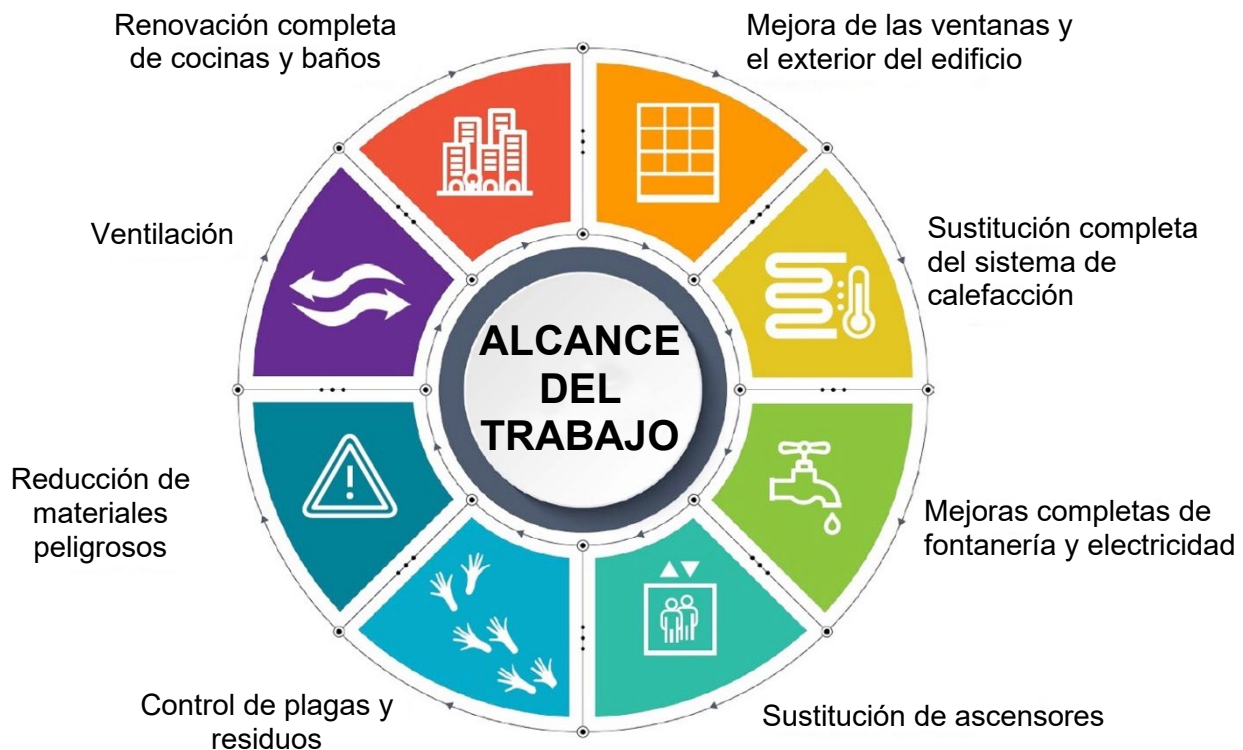 Renovación completa
de cocinas y baños
Mejora de las ventanas y
el exterior del edificio
Ventilación
Sustitución completa
del sistema de
calefacción
ALCANCE
DEL
TRABAJO
Reducción de
materiales
peligrosos
Mejoras completas de
fontanería y electricidad
Control de plagas y
residuos
Sustitución de ascensores